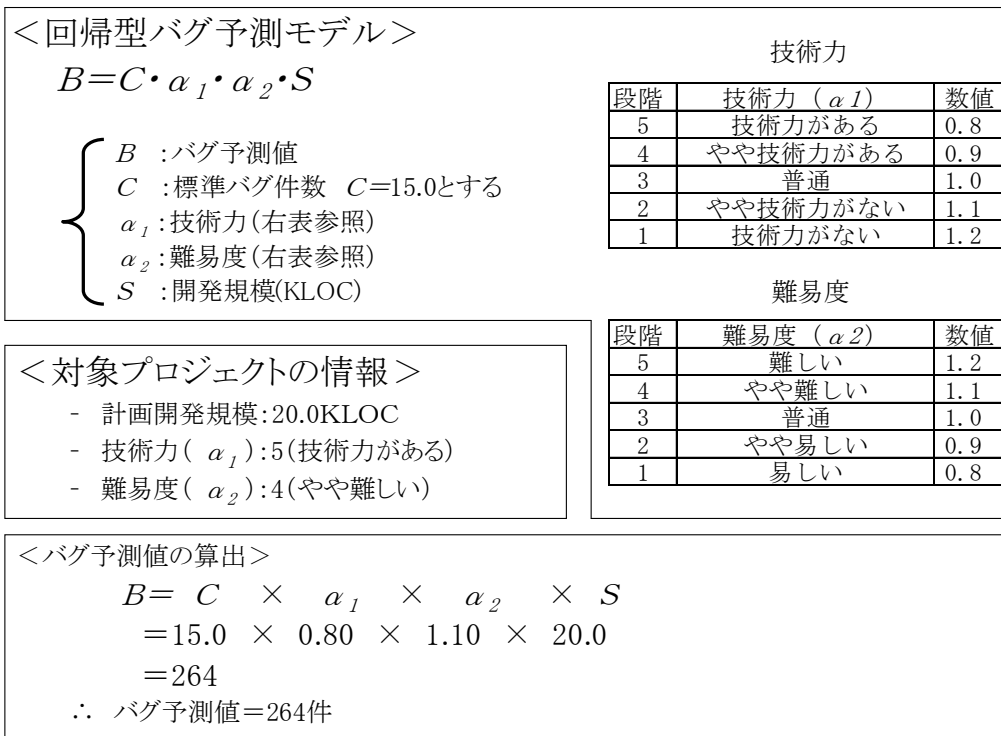 ＜回帰型バグ予測モデル＞
B=C・α1・α2・S
B ：バグ予測値
C ：標準バグ件数 C=15.0とする
α1：技術力(右表参照)
α2：難易度(右表参照)
S ：開発規模(KLOC)
技術力
段階 技術力（α1） 数値
5 技術力がある 0.8
4 やや技術力がある 0.9
3 普通 1.0
2 やや技術力がない 1.1
1 技術力がない 1.2
難易度
段階 難易度（α2） 数値
5 難しい 1.2
4 やや難しい 1.1
3 普通 1.0
2 やや易しい 0.9
1 易しい 0.8
＜対象プロジェクトの情報＞
- 計画開発規模：20.0KLOC
- 技術力( α1)：5(技術力がある)
- 難易度( α2)：4(やや難しい)
＜バグ予測値の算出＞
B= C × α1 × α2 × S
=15.0 × 0.80 × 1.10 × 20.0
=264
∴ バグ予測値=264件